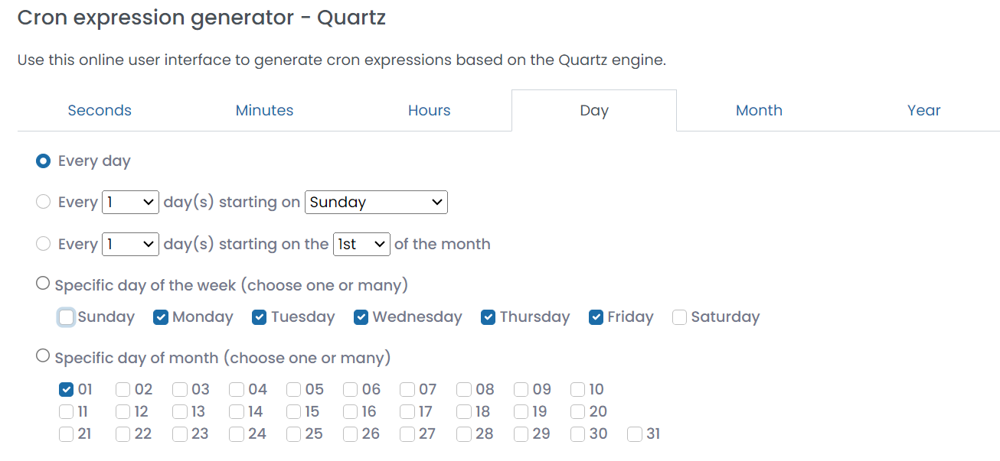 Cron expression generator - Quartz
Use this online user interface to generate cron expressions based on the Quartz engine.
Seconds Minutes Hours Day Month Year
Every day
Every 1 day(s) starting on Sunday
Every 1 day(s) starting on the 1st of the month
Specific day of the week (choose one or many)
Sunday Monday Tuesday Wednesday Thursday Friday Saturday
Specific day of month (choose one or many)
01 02 03 04 05 06 07 08 09 10
11 12 13 14 15 16 17 18 19 20
21 22 23 24 25 26 27 28 29 30 31